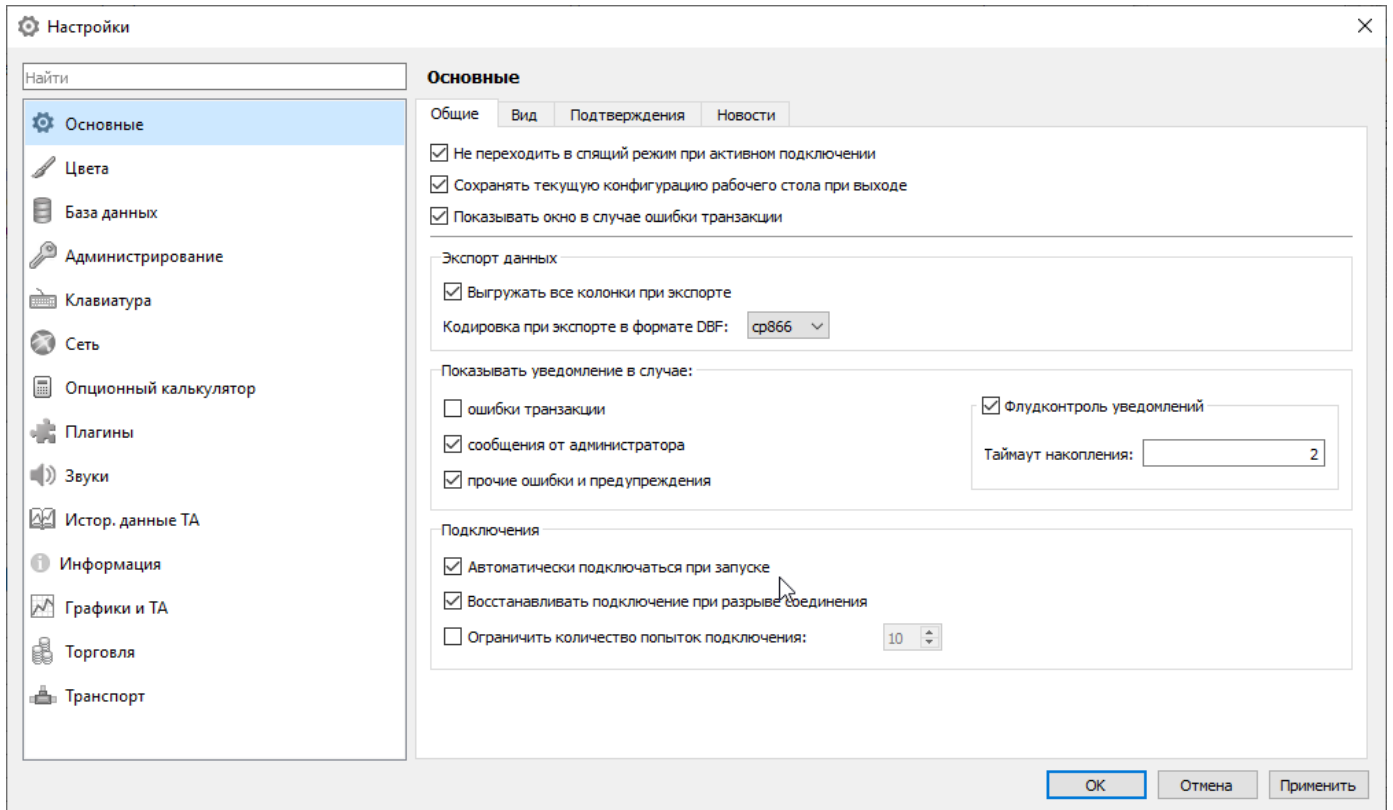 Настройки
Найти
Основные
Цвета
База данных
Администрирование
Клавиатура
Сеть
Опционный калькулятор
Плагины
Звуки
Истор. данные ТА
Информация
Графики и ТА
Торговля
Транспорт
Основные
Общие Вид Подтверждения Новости
Не переходить в спящий режим при активном подключении
Сохранять текущую конфигурацию рабочего стола при выходе
Показывать окно в случае ошибки транзакции
Экспорт данных
Выгружать все колонки при экспорте
Кодировка при экспорте в формате DBF: cp866
Показывать уведомление в случае:
ошибки транзакции
сообщения от администратора
прочие ошибки и предупреждения
Флудконтроль уведомлений
Таймаут накопления: 2
Подключения
Автоматически подключаться при запуске
Восстанавливать подключение при разрыве соединения
Ограничить количество попыток подключения: 10
OK Отмена Применить